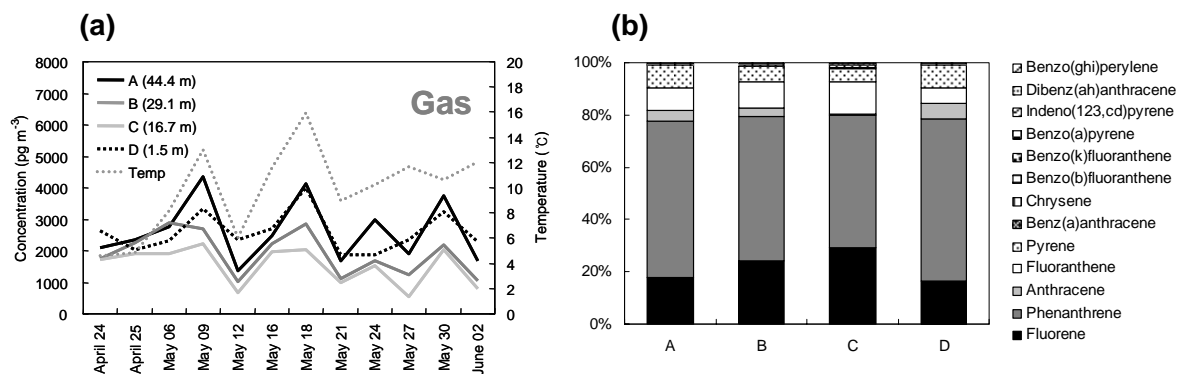 (a)
8000
7000
6000
5000
4000
3000
2000
1000
0
Concentration (pg m⁻³)
A (44.4 m)
B (29.1 m)
C (16.7 m)
D (1.5 m)
Temp
Gas
20
18
16
14
12
10
8
6
4
2
0
Temperature (℃)
April 24
April 25
May 06
May 09
May 12
May 16
May 18
May 21
May 24
May 27
May 30
June 02
(b)
100%
80%
60%
40%
20%
0%
A
B
C
D
Benzo(ghi)perylene
Dibenz(ah)anthracene
Indeno(123,cd)pyrene
Benzo(a)pyrene
Benzo(k)fluoranthene
Benzo(b)fluoranthene
Chrysene
Benz(a)anthracene
Pyrene
Fluoranthene
Anthracene
Phenanthrene
Fluorene